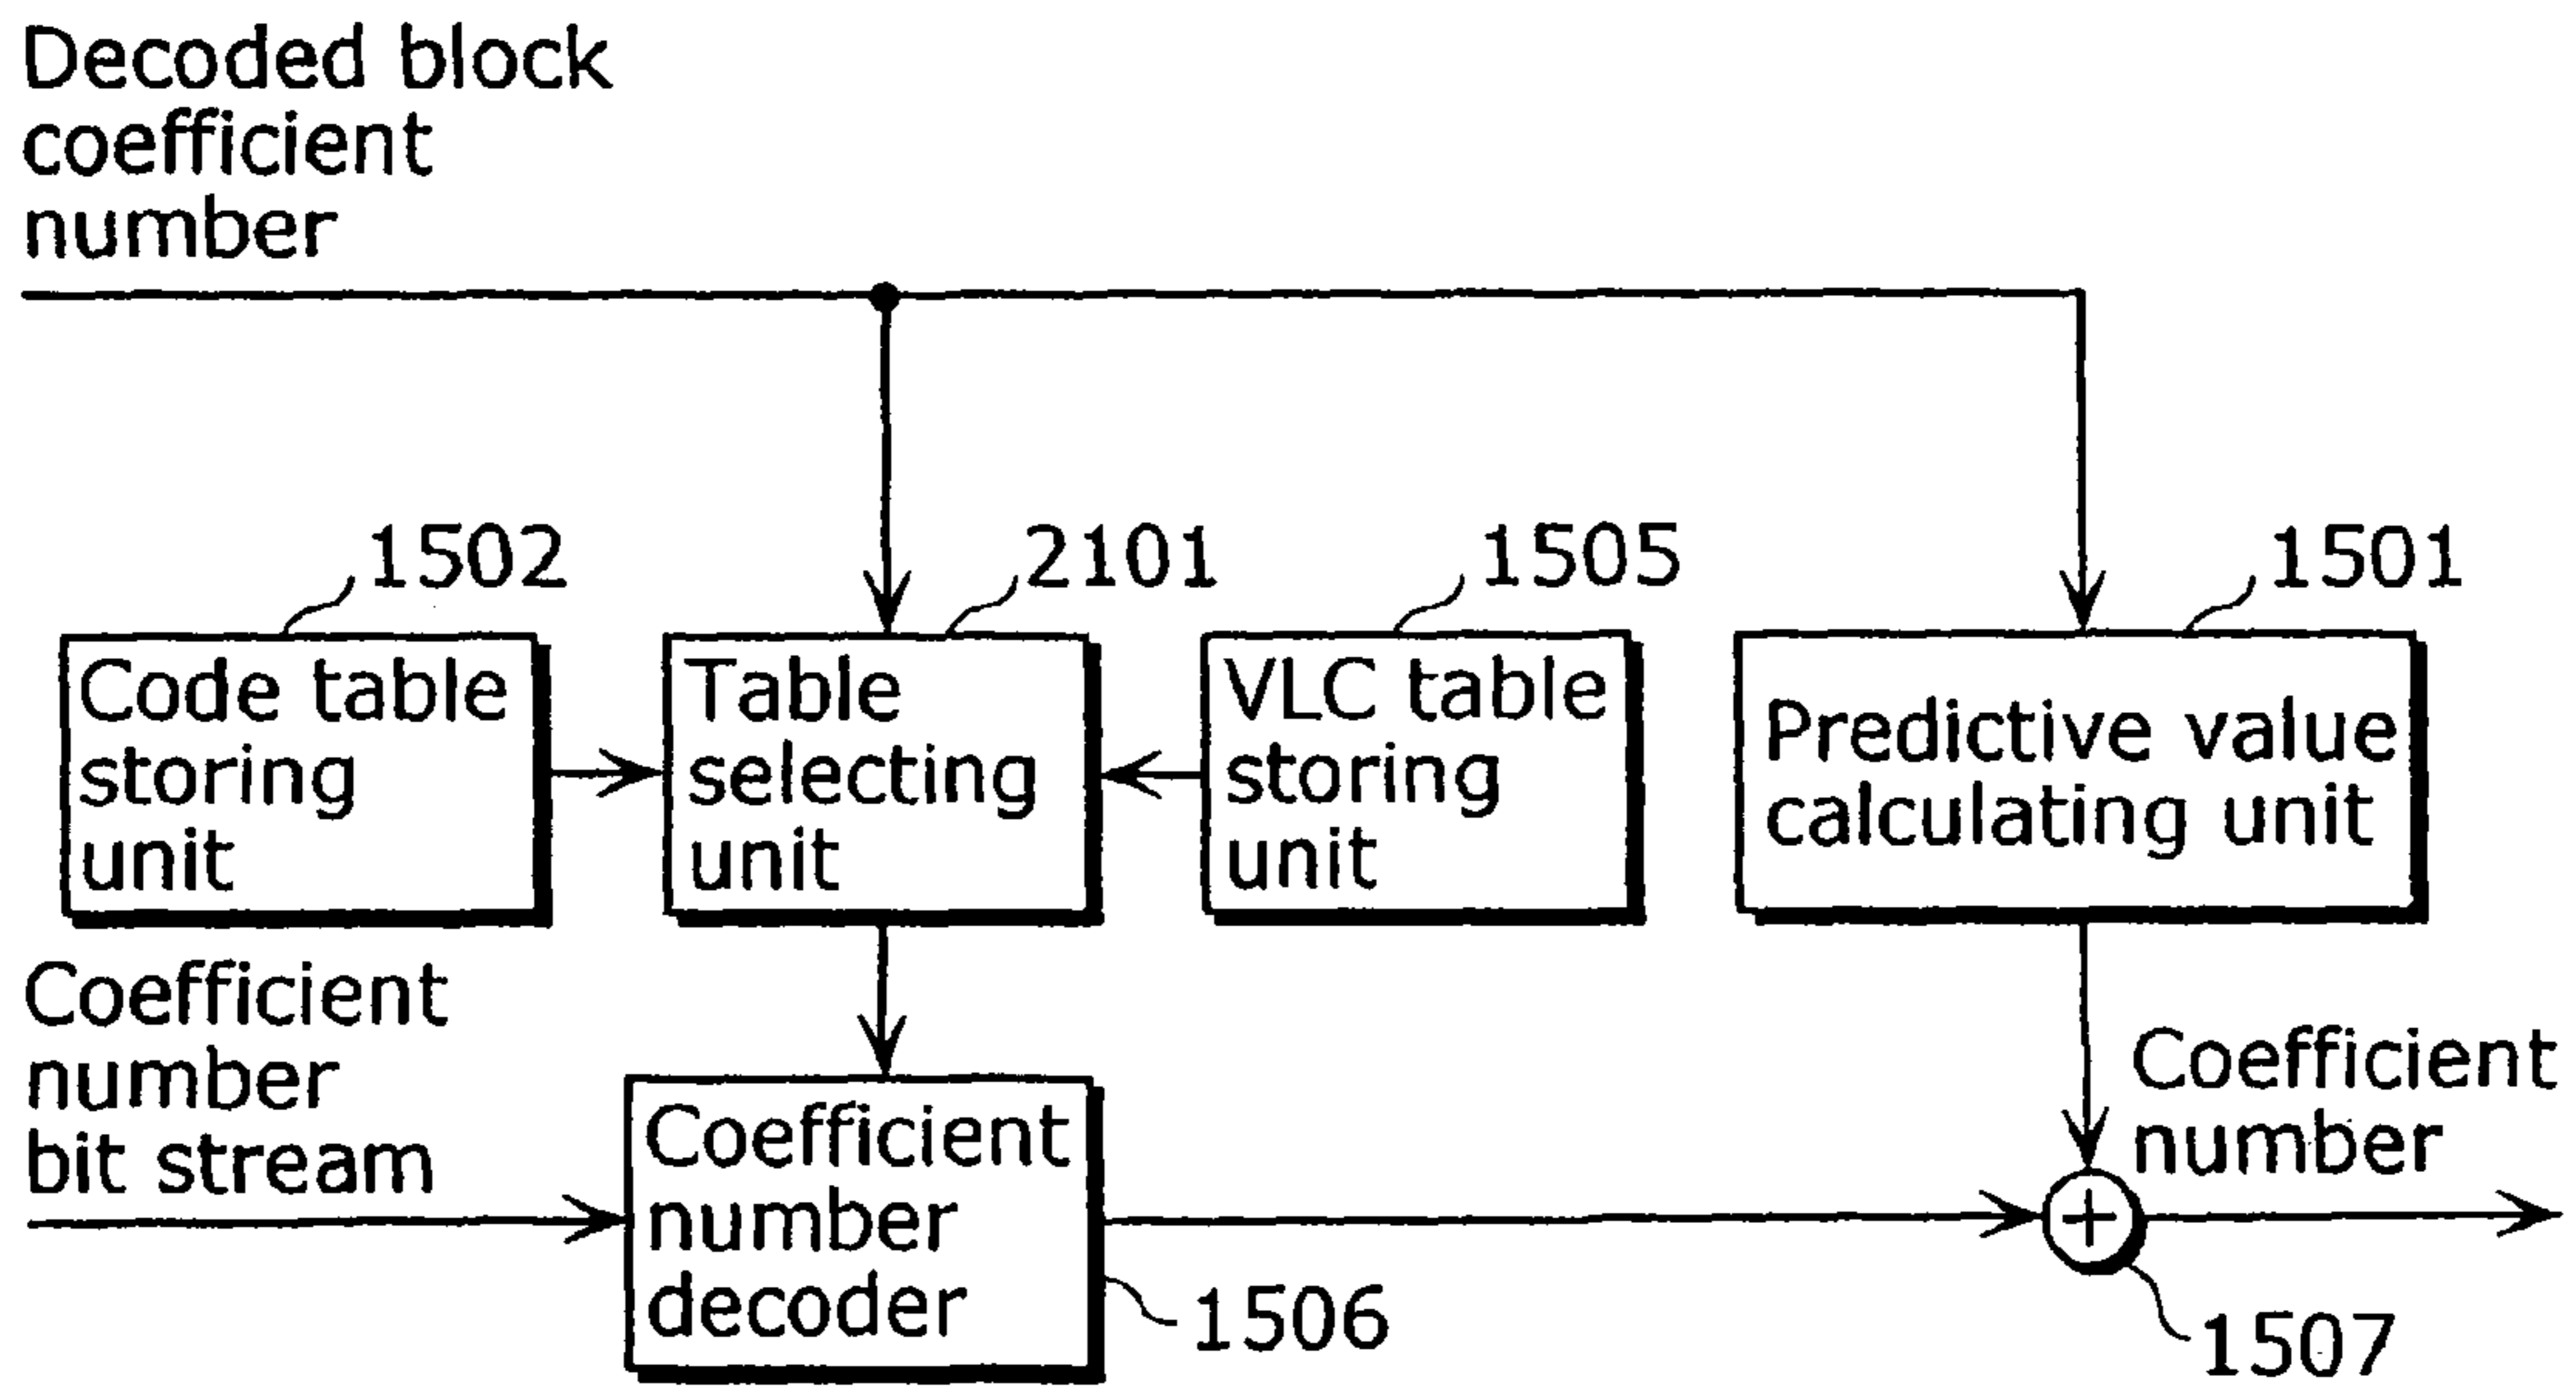 Decoded block
coefficient
number
1502
2101
1505
1501
Code table
storing
unit
Table
selecting
unit
VLC table
storing
unit
Predictive value
calculating unit
Coefficient
number
bit stream
Coefficient
number
decoder
Coefficient
number
1506
1507